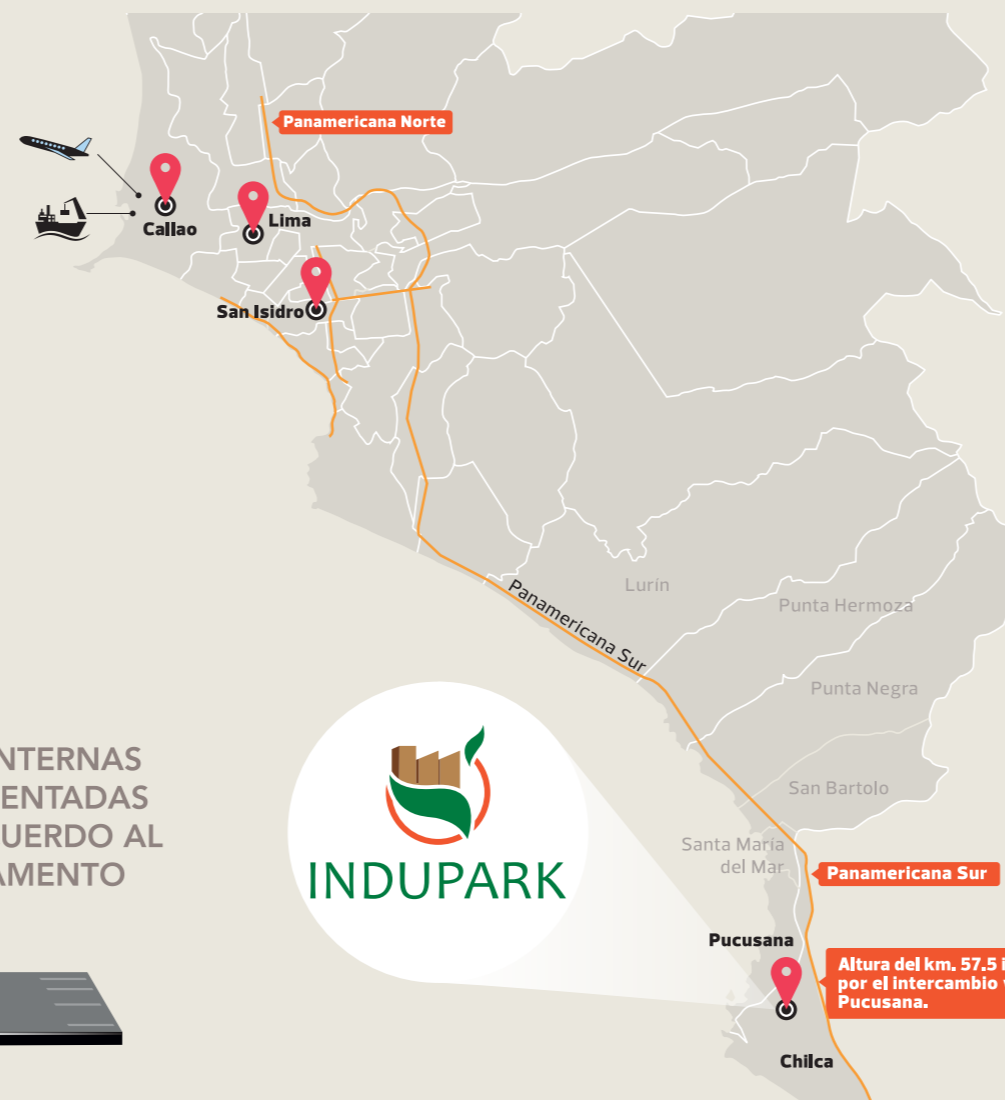 Panamericana Norte
Callao
Lima
San Isidro
Panamericana Sur
Lurín
Punta Hermoza
Punta Negra
San Bartolo
Santa María
del Mar
Panamericana Sur
NTERNAS
ENTADAS
UERDO AL
AMENTO
INDUPARK
Pucusana
Altura del km. 57.5 i
por el intercambio v
Pucusana.
Chilca